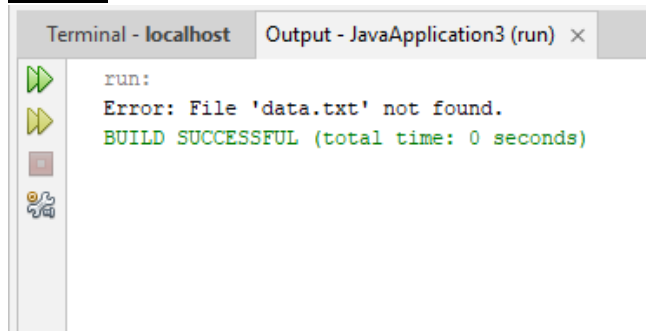 Terminal - localhost
Output - JavaApplication3 (run) ×
run:
Error: File 'data.txt' not found.
BUILD SUCCESSFUL (total time: 0 seconds)